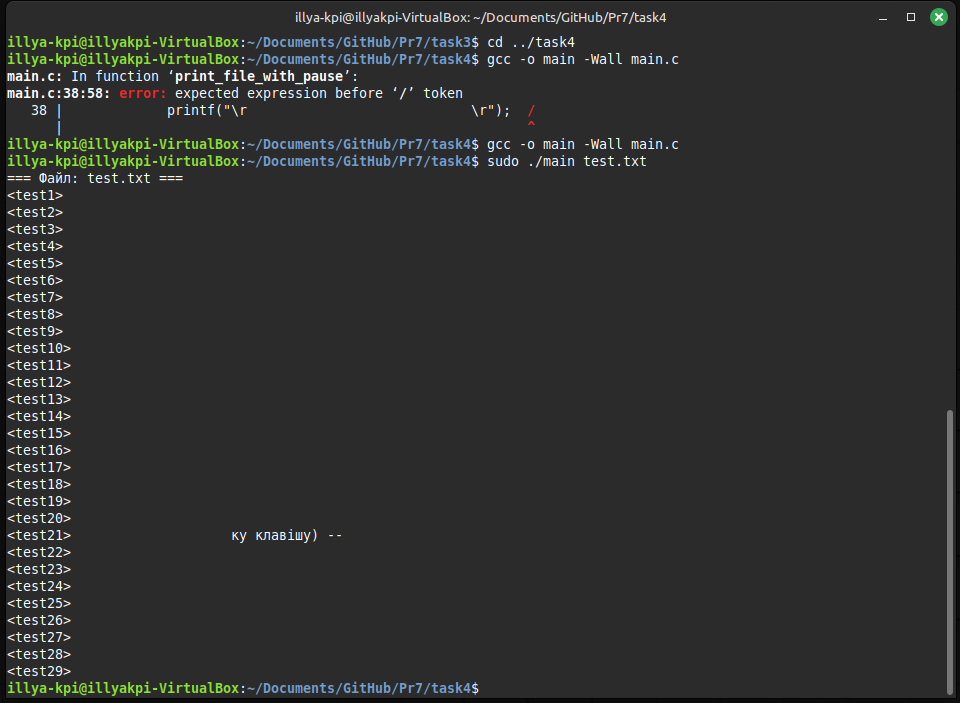 illya-kpi@illyakpi-VirtualBox: ~/Documents/GitHub/Pr7/task4
illya-kpi@illyakpi-VirtualBox:~/Documents/GitHub/Pr7/task3$ cd ../task4
illya-kpi@illyakpi-VirtualBox:~/Documents/GitHub/Pr7/task4$ gcc -o main -Wall main.c
main.c: In function ‘print_file_with_pause’:
main.c:38:58: error: expected expression before ‘/’ token
   38 |             printf("\r                            \r");  /
      |                                                          ^
illya-kpi@illyakpi-VirtualBox:~/Documents/GitHub/Pr7/task4$ gcc -o main -Wall main.c
illya-kpi@illyakpi-VirtualBox:~/Documents/GitHub/Pr7/task4$ sudo ./main test.txt
=== Файл: test.txt ===
<test1>
<test2>
<test3>
<test4>
<test5>
<test6>
<test7>
<test8>
<test9>
<test10>
<test11>
<test12>
<test13>
<test14>
<test15>
<test16>
<test17>
<test18>
<test19>
<test20>
<test21>                    ку клавішу) --
<test22>
<test23>
<test24>
<test25>
<test26>
<test27>
<test28>
<test29>
illya-kpi@illyakpi-VirtualBox:~/Documents/GitHub/Pr7/task4$